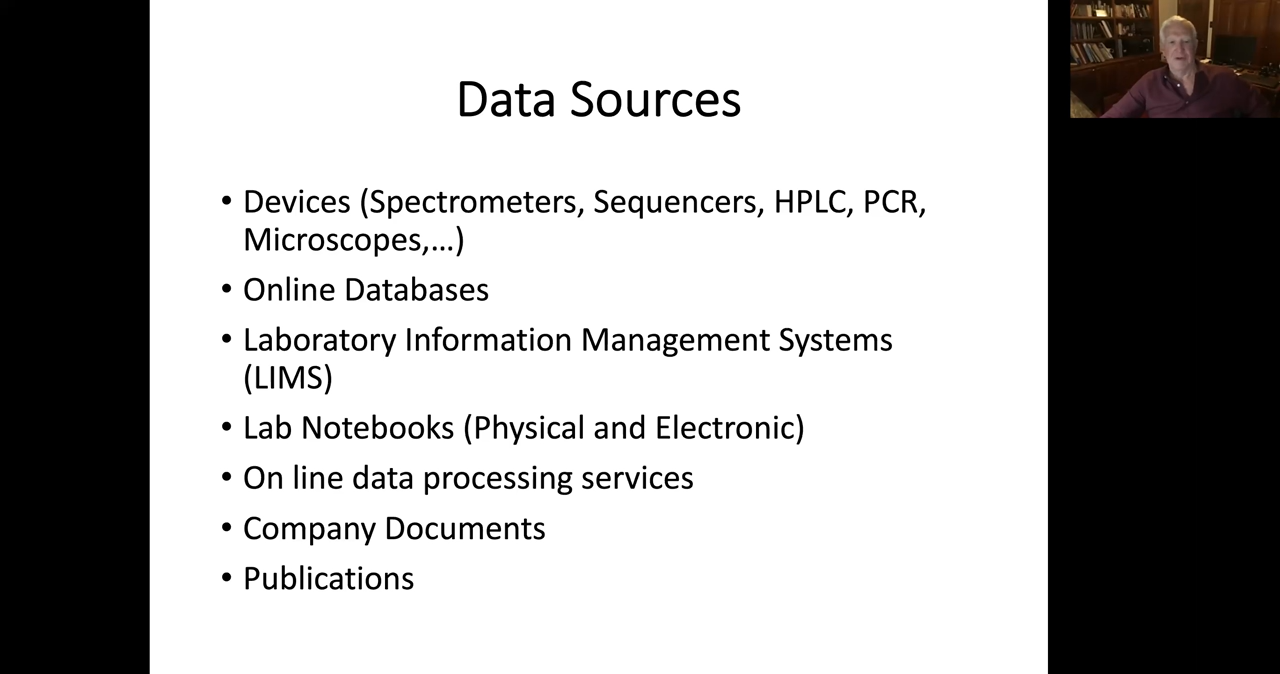 Data Sources
• Devices (Spectrometers, Sequencers, HPLC, PCR,
Microscopes,...)
• Online Databases
• Laboratory Information Management Systems
(LIMS)
• Lab Notebooks (Physical and Electronic)
• On line data processing services
• Company Documents
• Publications